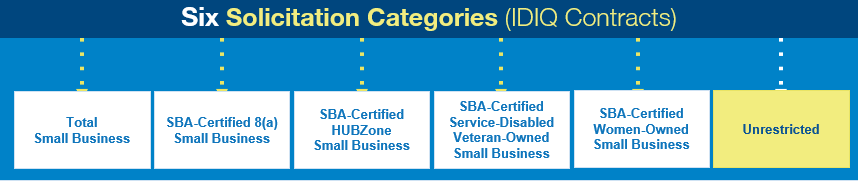 Six Solicitation Categories (IDIQ Contracts)
Total
Small Business
SBA-Certified 8(a)
Small Business
SBA-Certified
HUBZone
Small Business
SBA-Certified
Service-Disabled
Veteran-Owned
Small Business
SBA-Certified
Women-Owned
Small Business
Unrestricted